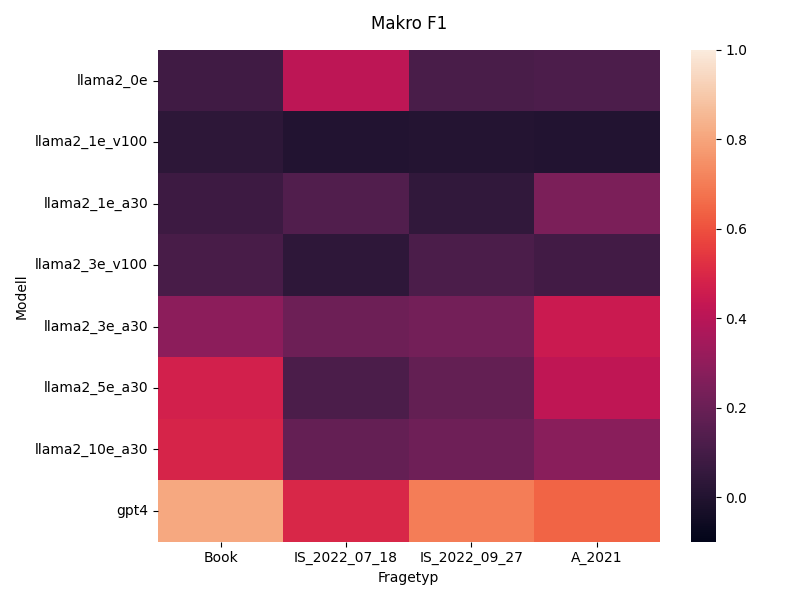 Makro F1
Modell
llama2_0e
llama2_1e_v100
llama2_1e_a30
llama2_3e_v100
llama2_3e_a30
llama2_5e_a30
llama2_10e_a30
gpt4
Book IS_2022_07_18 IS_2022_09_27 A_2021
Fragetyp
1.0
0.8
0.6
0.4
0.2
0.0